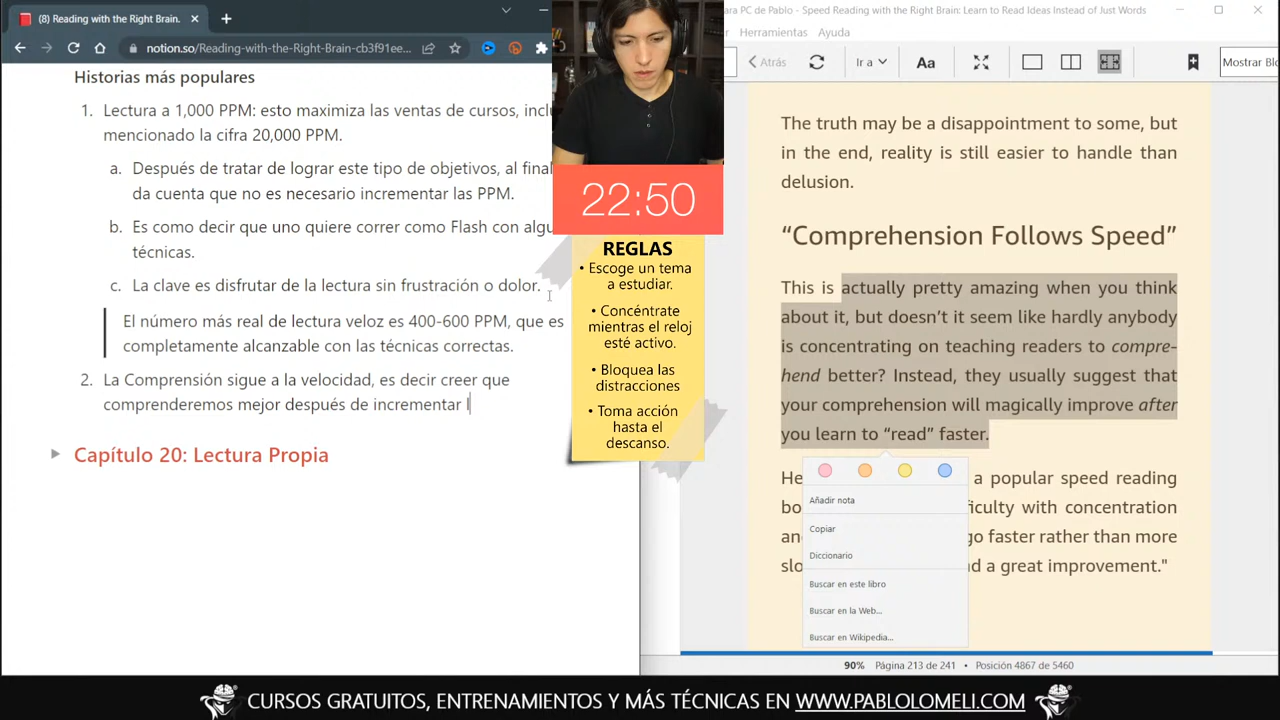 (8) Reading with the Right Brain.
notion.so/Reading-with-the-Right-Brain-cb3f91ee...
Historias más populares
1. Lectura a 1,000 PPM: esto maximiza las ventas de cursos, inclu
mencionado la cifra 20,000 PPM.
a. Después de tratar de lograr este tipo de objetivos, al final
da cuenta que no es necesario incrementar las PPM.
b. Es como decir que uno quiere correr como Flash con algu
técnicas.
c. La clave es disfrutar de la lectura sin frustración o dolor.
El número más real de lectura veloz es 400-600 PPM, que es
completamente alcanzable con las técnicas correctas.
2. La Comprensión sigue a la velocidad, es decir creer que
comprenderemos mejor después de incrementar l
Capítulo 20: Lectura Propia
22:50
REGLAS
• Escoge un tema
a estudiar.
• Concéntrate
mientras el reloj
esté activo.
• Bloquea las
distracciones
• Toma acción
hasta el
descanso.
ara PC de Pablo - Speed Reading with the Right Brain: Learn to Read Ideas Instead of Just Words
Herramientas Ayuda
Atrás
Ir a
Aa
Mostrar Blo
The truth may be a disappointment to some, but
in the end, reality is still easier to handle than
delusion.
“Comprehension Follows Speed”
This is actually pretty amazing when you think
about it, but doesn’t it seem like hardly anybody
is concentrating on teaching readers to compre-
hend better? Instead, they usually suggest that
your comprehension will magically improve after
you learn to “read” faster.
He a popular speed reading
bo ficulty with concentration
an go faster rather than more
slo d a great improvement."
Añadir nota
Copiar
Diccionario
Buscar en este libro
Buscar en la Web...
Buscar en Wikipedia...
90% Página 213 de 241 • Posición 4867 de 5460
CURSOS GRATUITOS, ENTRENAMIENTOS Y MÁS TÉCNICAS EN WWW.PABLOLOMELI.COM